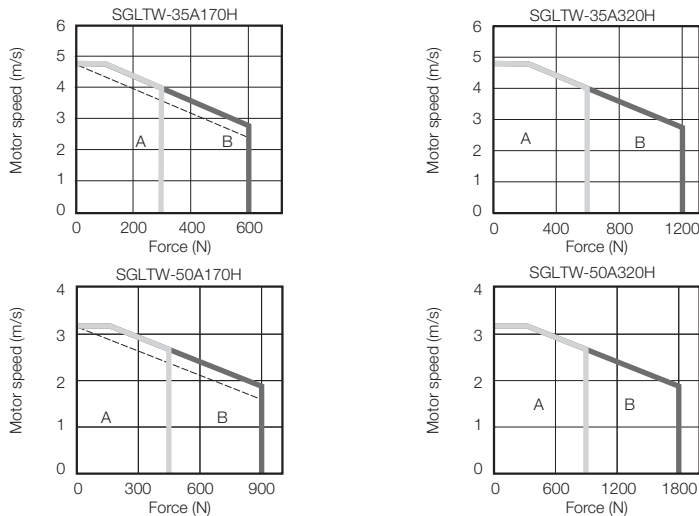 SGLTW-35A170H
Motor speed (m/s)
6
5
4
3
2
1
0
A
B
0 200 400 600
Force (N)
SGLTW-35A320H
Motor speed (m/s)
6
5
4
3
2
1
0
A
B
0 400 800 1200
Force (N)
SGLTW-50A170H
Motor speed (m/s)
4
3
2
1
0
A
B
0 300 600 900
Force (N)
SGLTW-50A320H
Motor speed (m/s)
4
3
2
1
0
A
B
0 600 1200 1800
Force (N)